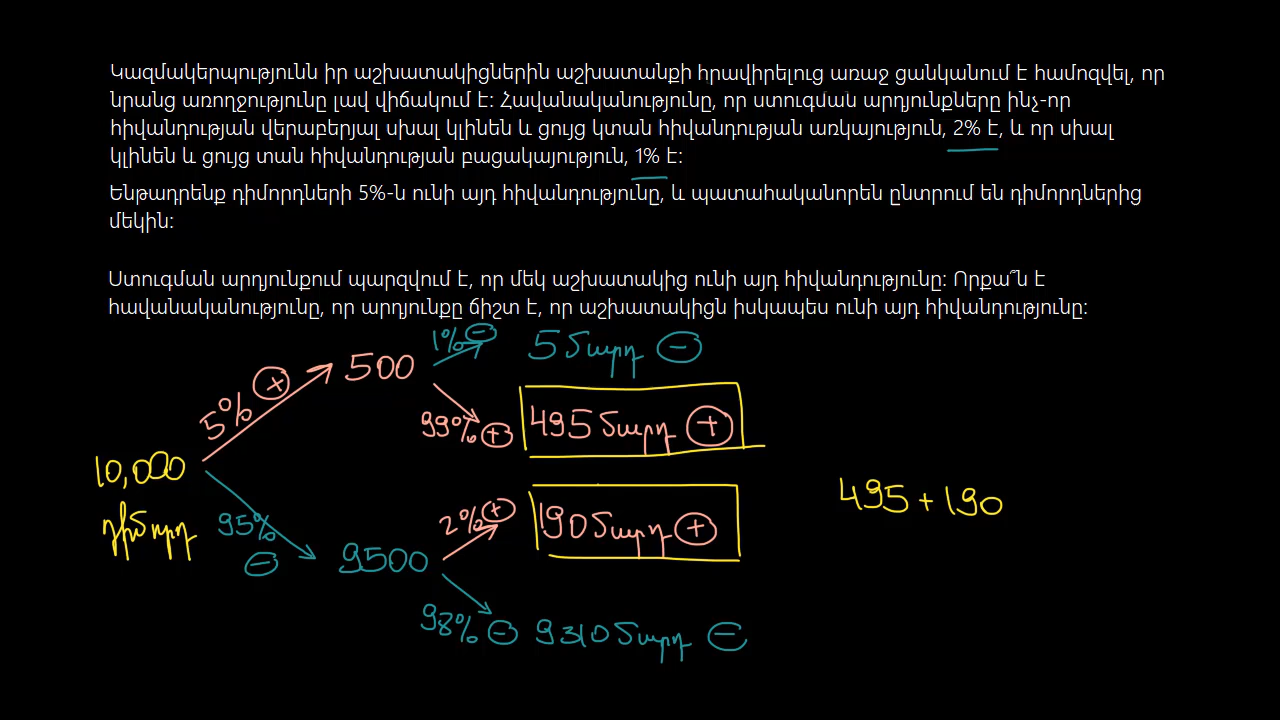 Կազմակերպությունն իր աշխատակիցներին աշխատանքի հրավիրելուց առաջ ցանկանում է համոզվել, որ
նրանց առողջությունը լավ վիճակում է: Հավանականությունը, որ ստուգման արդյունքները ինչ-որ
հիվանդության վերաբերյալ սխալ կլինեն և ցույց կտան հիվանդության առկայություն, 2% է, և որ սխալ
կլինեն և ցույց տան հիվանդության բացակայություն, 1% է:
Ենթադրենք դիմորդների 5%-ն ունի այդ հիվանդությունը, և պատահականորեն ընտրում են դիմորդներից
մեկին:
Ստուգման արդյունքում պարզվում է, որ մեկ աշխատակից ունի այդ հիվանդությունը: Որքա՞ն է
հավանականությունը, որ արդյունքը ճիշտ է, որ աշխատակիցն իսկապես ունի այդ հիվանդությունը:
1% − 5 մարդ −
5% + 500
99% + 495 մարդ +
10,000
դիմորդ
495 + 190
2% + 190 մարդ +
95%
− 9500
98% − 9310 մարդ −